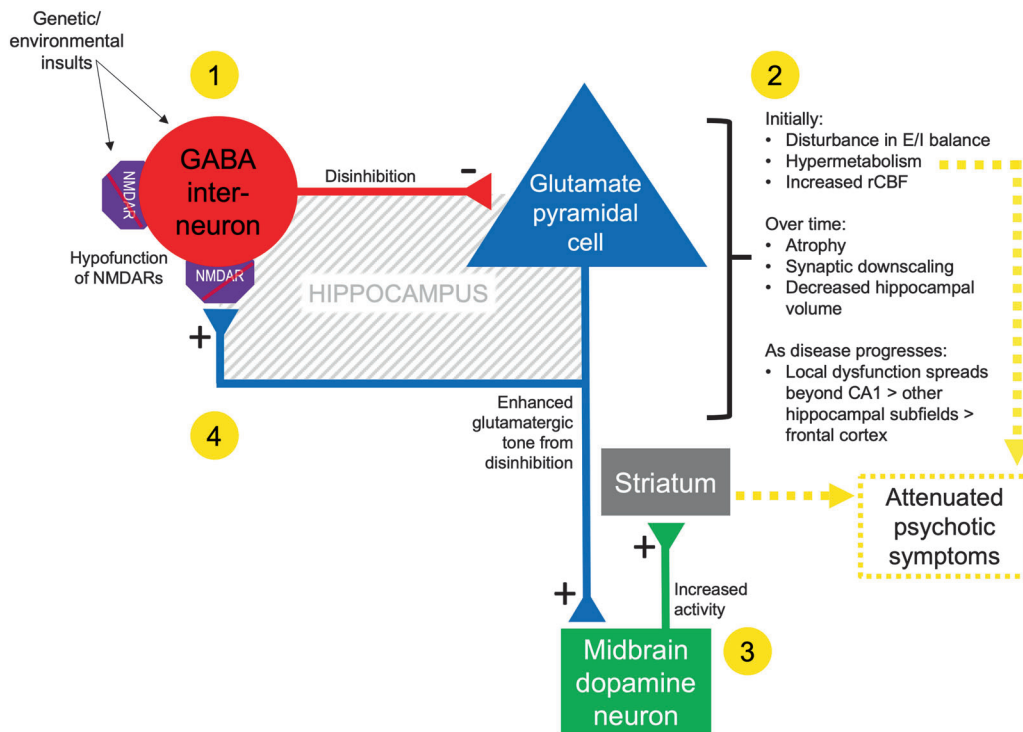 Genetic/
environmental
insults
1
GABA
inter-
neuron
NMDAR
NMDAR
Hypofunction
of NMDARs
Disinhibition
-
Glutamate
pyramidal
cell
HIPPOCAMPUS
+
4
Enhanced
glutamatergic
tone from
disinhibition
2
Initially:
• Disturbance in E/I balance
• Hypermetabolism
• Increased rCBF
Over time:
• Atrophy
• Synaptic downscaling
• Decreased hippocampal
volume
As disease progresses:
• Local dysfunction spreads
beyond CA1 > other
hippocampal subfields >
frontal cortex
Striatum
Attenuated
psychotic
symptoms
+
Increased
activity
+
Midbrain
dopamine
neuron
3